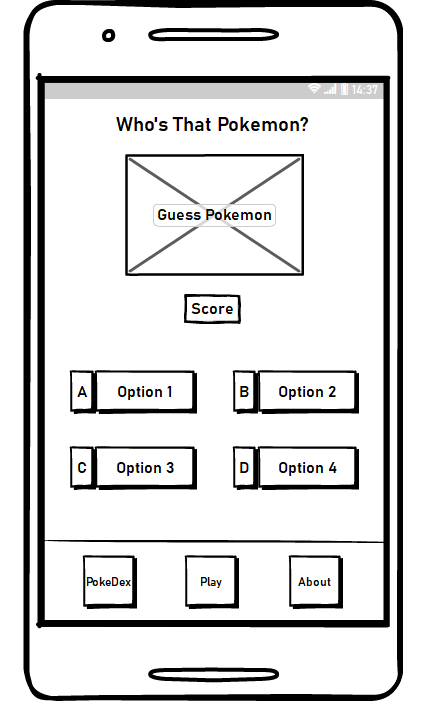 14:37
Who's That Pokemon?
Guess Pokemon
Score
A Option 1 B Option 2
C Option 3 D Option 4
PokeDex Play About